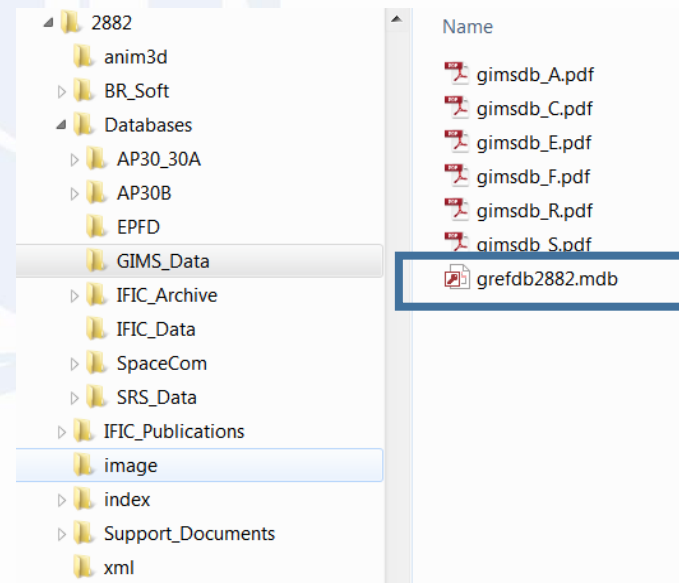 2882
anim3d
BR_Soft
Databases
AP30_30A
AP30B
EPFD
GIMS_Data
IFIC_Archive
IFIC_Data
SpaceCom
SRS_Data
IFIC_Publications
image
index
Support_Documents
xml
Name
gimsdb_A.pdf
gimsdb_C.pdf
gimsdb_E.pdf
gimsdb_F.pdf
gimsdb_R.pdf
gimsdb_S.pdf
grefdb2882.mdb